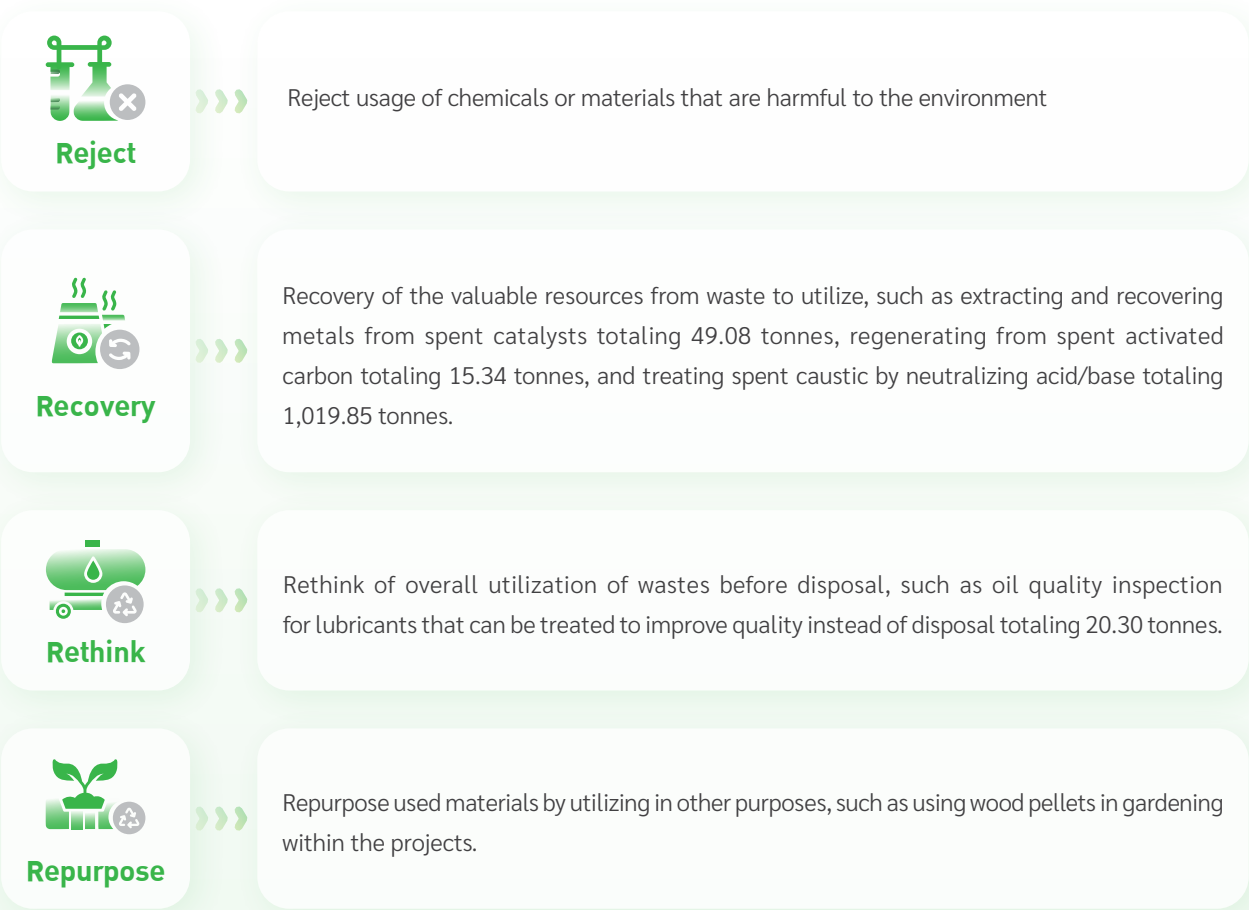 Reject
Reject usage of chemicals or materials that are harmful to the environment
Recovery
Recovery of the valuable resources from waste to utilize, such as extracting and recovering
metals from spent catalysts totaling 49.08 tonnes, regenerating from spent activated
carbon totaling 15.34 tonnes, and treating spent caustic by neutralizing acid/base totaling
1,019.85 tonnes.
Rethink
Rethink of overall utilization of wastes before disposal, such as oil quality inspection
for lubricants that can be treated to improve quality instead of disposal totaling 20.30 tonnes.
Repurpose
Repurpose used materials by utilizing in other purposes, such as using wood pellets in gardening
within the projects.